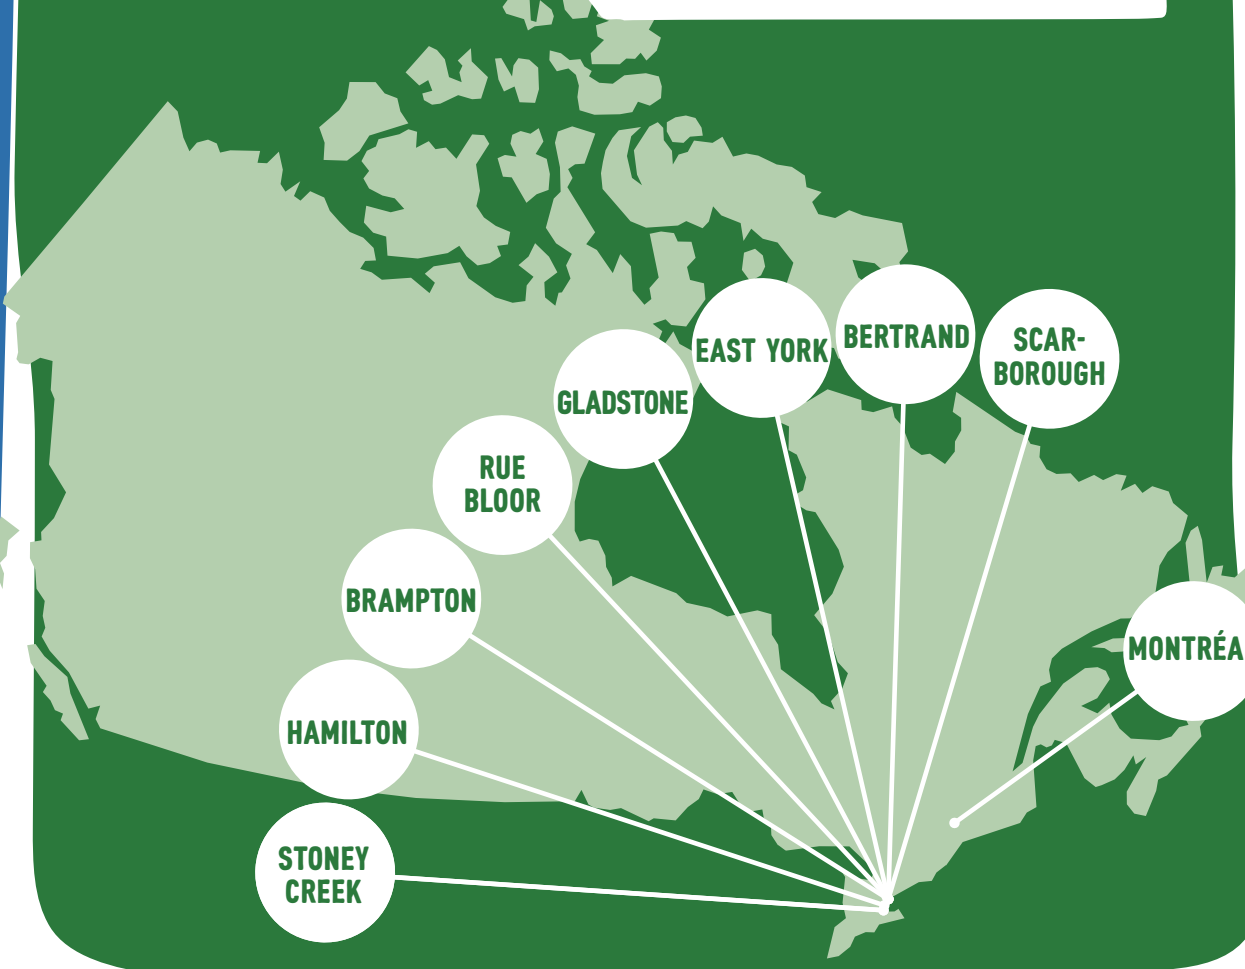 EAST YORK
BERTRAND
SCAR-
BOROUGH
GLADSTONE
RUE
BLOOR
BRAMPTON
MONTRÉA
HAMILTON
STONEY
CREEK